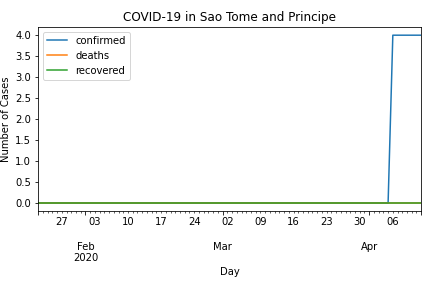 COVID-19 in Sao Tome and Principe
confirmed
deaths
recovered
Number of Cases
4.0
3.5
3.0
2.5
2.0
1.5
1.0
0.5
0.0
27 03 10 17 24 02 09 16 23 30 06
Feb Mar Apr
2020
Day